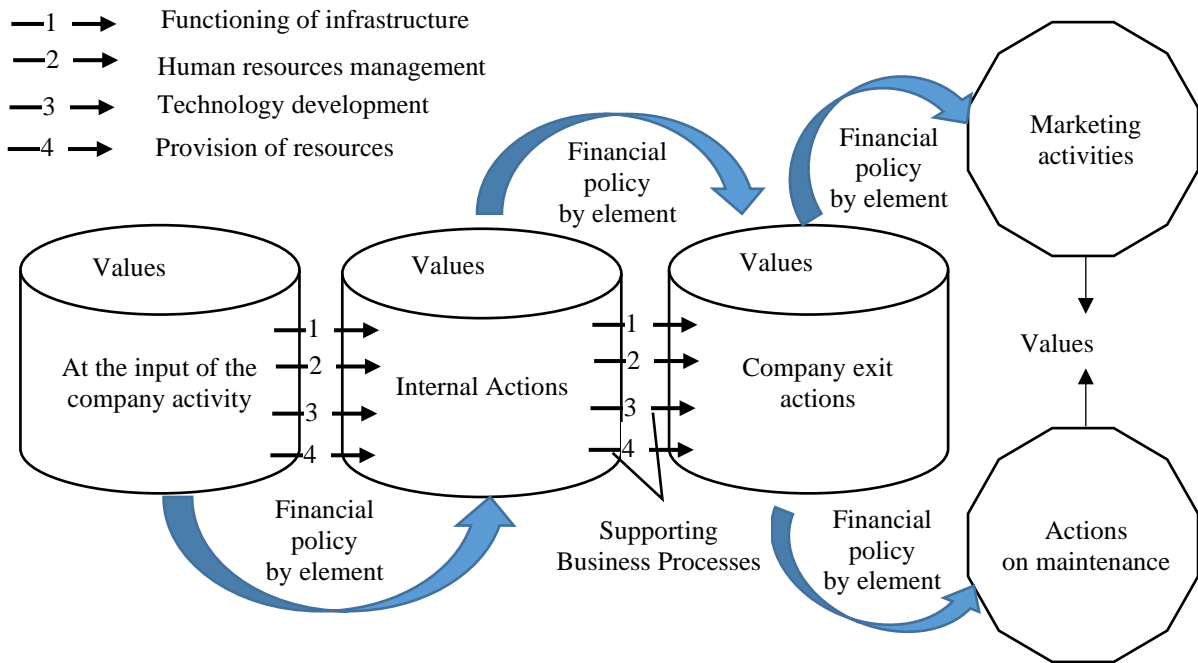 1 Functioning of infrastructure
2 Human resources management
3 Technology development
4 Provision of resources
Financial
policy
by element
Financial
policy
by element
Marketing
activities
Values
Values
Values
1
2
3
4
1
2
3
4
At the input of the
company activity
Internal Actions
Company exit
actions
Values
Financial
policy
by element
Supporting
Business Processes
Financial
policy
by element
Actions
on maintenance